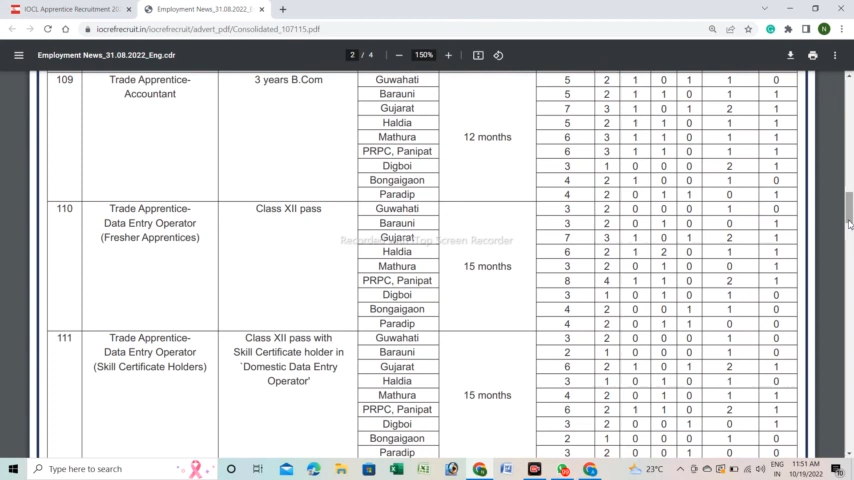 IOCL Apprentice Recruitment 202
Employment News_31.08.2022_En
iocrefrecruit.in/iocrefrecruit/advert_pdf/Consolidated_107115.pdf
N
Employment News_31.08.2022_Eng.cdr
2 / 4
150%
109 Trade Apprentice- 3 years B.Com Guwahati 5 2 1 0 1 1 0
Accountant Barauni 5 2 1 1 0 1 1
Gujarat 7 3 1 0 1 2 1
Haldia 5 2 1 1 0 1 1
Mathura 12 months 6 3 1 1 0 1 1
PRPC, Panipat 6 3 1 1 0 1 1
Digboi 3 1 0 0 0 2 1
Bongaigaon 4 2 1 0 0 1 0
Paradip 4 2 0 1 1 0 1
110 Trade Apprentice- Class XII pass Guwahati 3 2 0 0 0 1 0
Data Entry Operator Barauni 3 2 0 1 0 0 1
(Fresher Apprentices) Gujarat 7 3 1 0 1 2 1
Haldia 6 2 1 2 0 1 1
Mathura 15 months 3 2 0 1 0 0 1
PRPC, Panipat 8 4 1 1 0 2 1
Digboi 3 1 0 1 0 1 0
Bongaigaon 4 2 0 0 1 1 0
Paradip 4 2 0 1 1 0 0
111 Trade Apprentice- Class XII pass with Guwahati 3 2 0 0 0 1 0
Data Entry Operator Skill Certificate holder in Barauni 2 1 0 0 0 1 0
(Skill Certificate Holders) `Domestic Data Entry Gujarat 6 2 1 0 1 2 1
Operator' Haldia 3 1 0 1 0 1 0
Mathura 15 months 4 2 0 1 0 1 0
PRPC, Panipat 6 2 1 1 0 2 1
Digboi 3 2 0 0 1 0 1
Bongaigaon 2 1 0 0 0 1 0
Paradip 3 2 0 0 1 0 0
Screen Recorder
Type here to search
23°C
ENG 11:51 AM
IN 10/19/2022